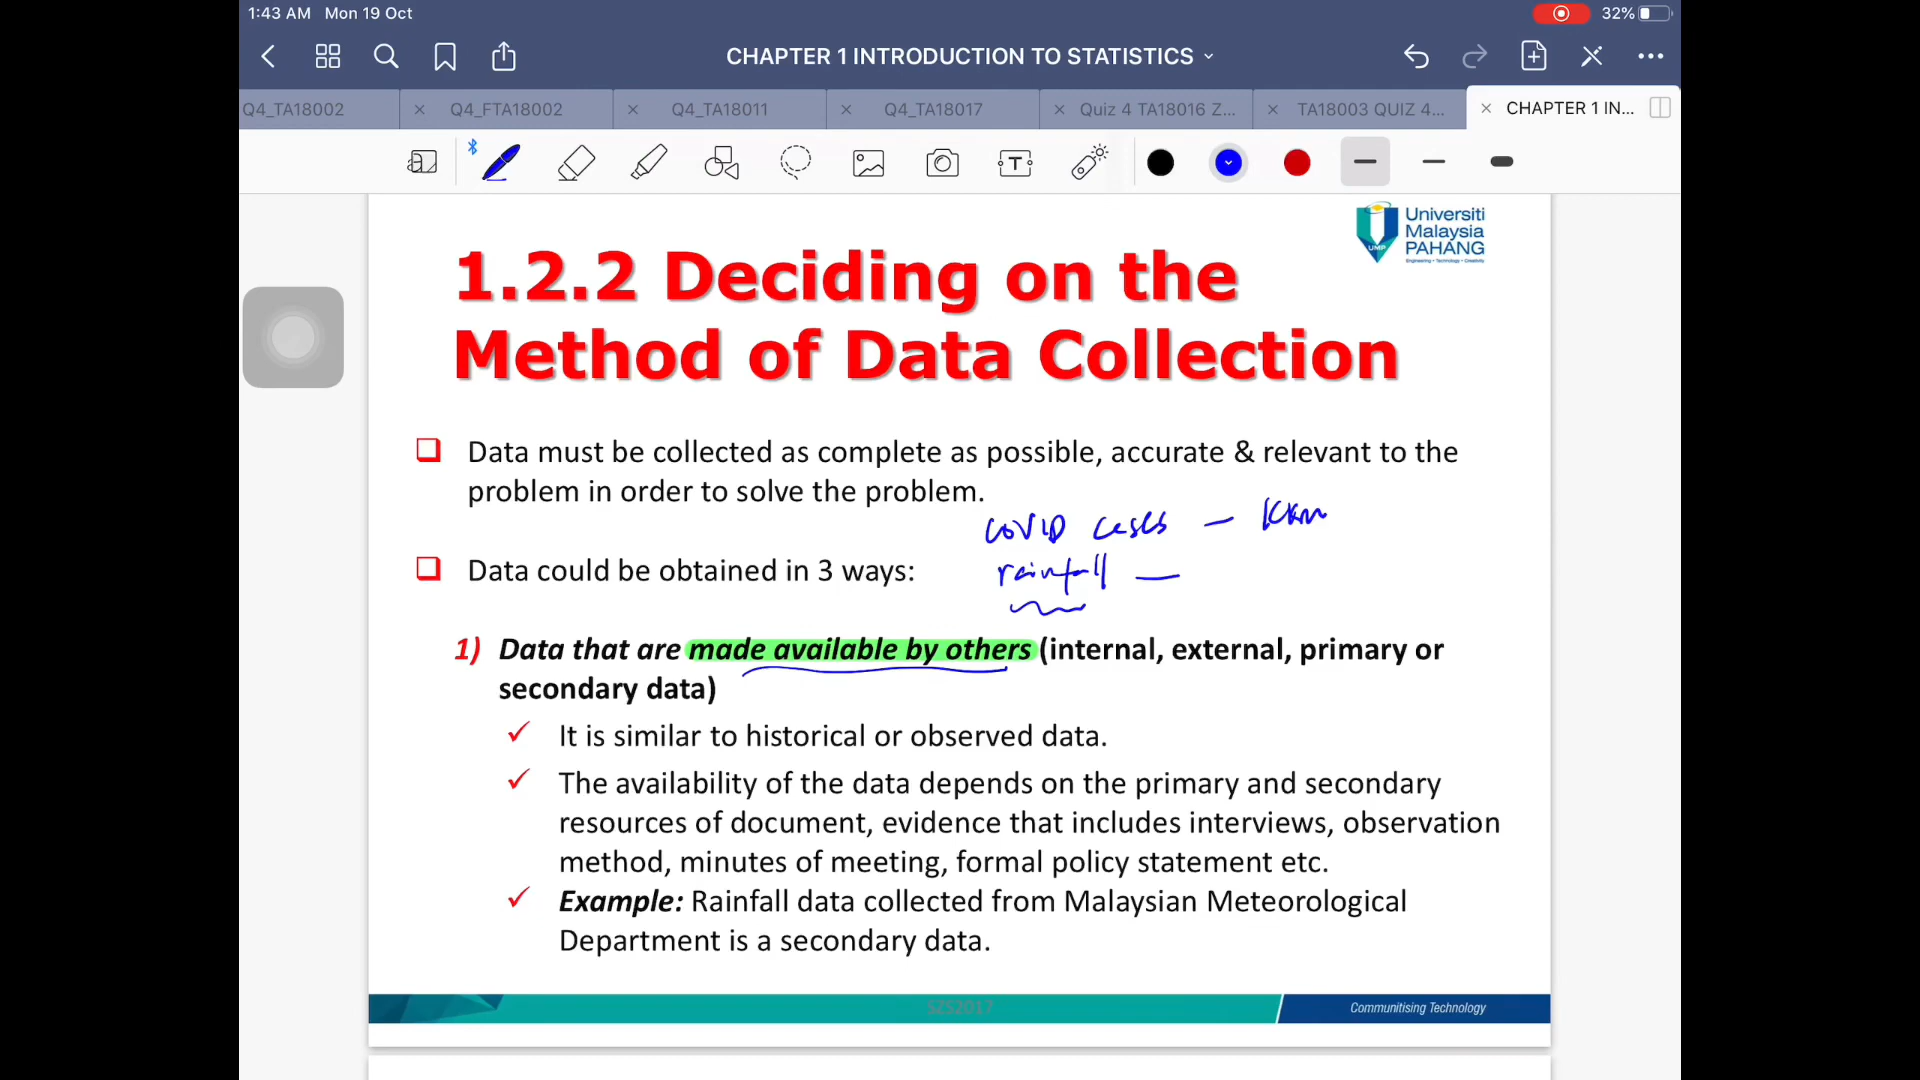 1:43 AM Mon 19 Oct
32%
CHAPTER 1 INTRODUCTION TO STATISTICS
Q4_TA18002
Q4_FTA18002
Q4_TA18011
Q4_TA18017
Quiz 4 TA18016 Z...
TA18003 QUIZ 4...
CHAPTER 1 IN...
Universiti
Malaysia
PAHANG
UMP
Engineering • Technology • Creativity
1.2.2 Deciding on the
Method of Data Collection
Data must be collected as complete as possible, accurate & relevant to the
problem in order to solve the problem.
COVID cases – KKM
Data could be obtained in 3 ways:
rainfall –
1) Data that are made available by others (internal, external, primary or
secondary data)
✓ It is similar to historical or observed data.
✓ The availability of the data depends on the primary and secondary
resources of document, evidence that includes interviews, observation
method, minutes of meeting, formal policy statement etc.
✓ Example: Rainfall data collected from Malaysian Meteorological
Department is a secondary data.
SZS2017
Communitising Technology